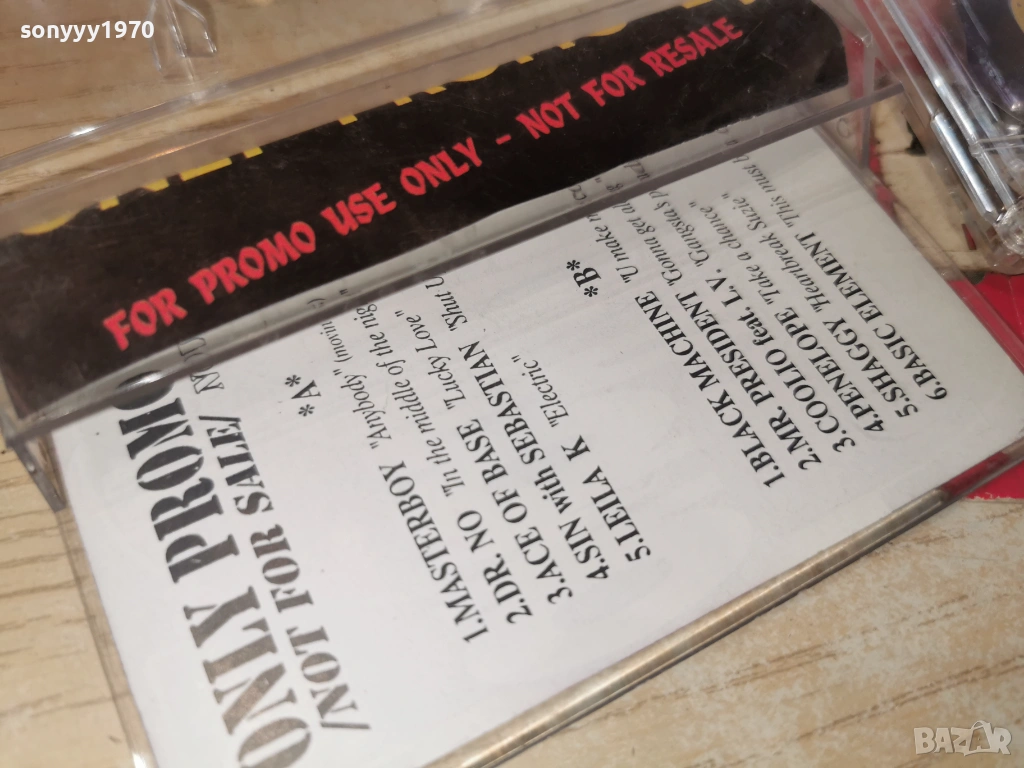 sonyyy1970
FOR PROMO USE ONLY - NOT FOR RESALE
ONLY PROMO
/NOT FOR SALE/
*A*
1.MASTERBOY "Anybody"
2.DR. NO "In the middle of the nig
3.ACE OF BASE "Lucky Love"
4.SIN with SEBASTIAN "Shut U
5.LEILA K "Electric"
*B*
1.BLACK MACHINE "U make
2.MR. PRESIDENT "Gonna get
3.COOLIO feat. L.V. "Gangsta's p
4.PENELOPE "Take a chance"
5.SHAGGY "Heartbreak Suzie"
6.BASIC ELEMENT "This must b
BAZAR